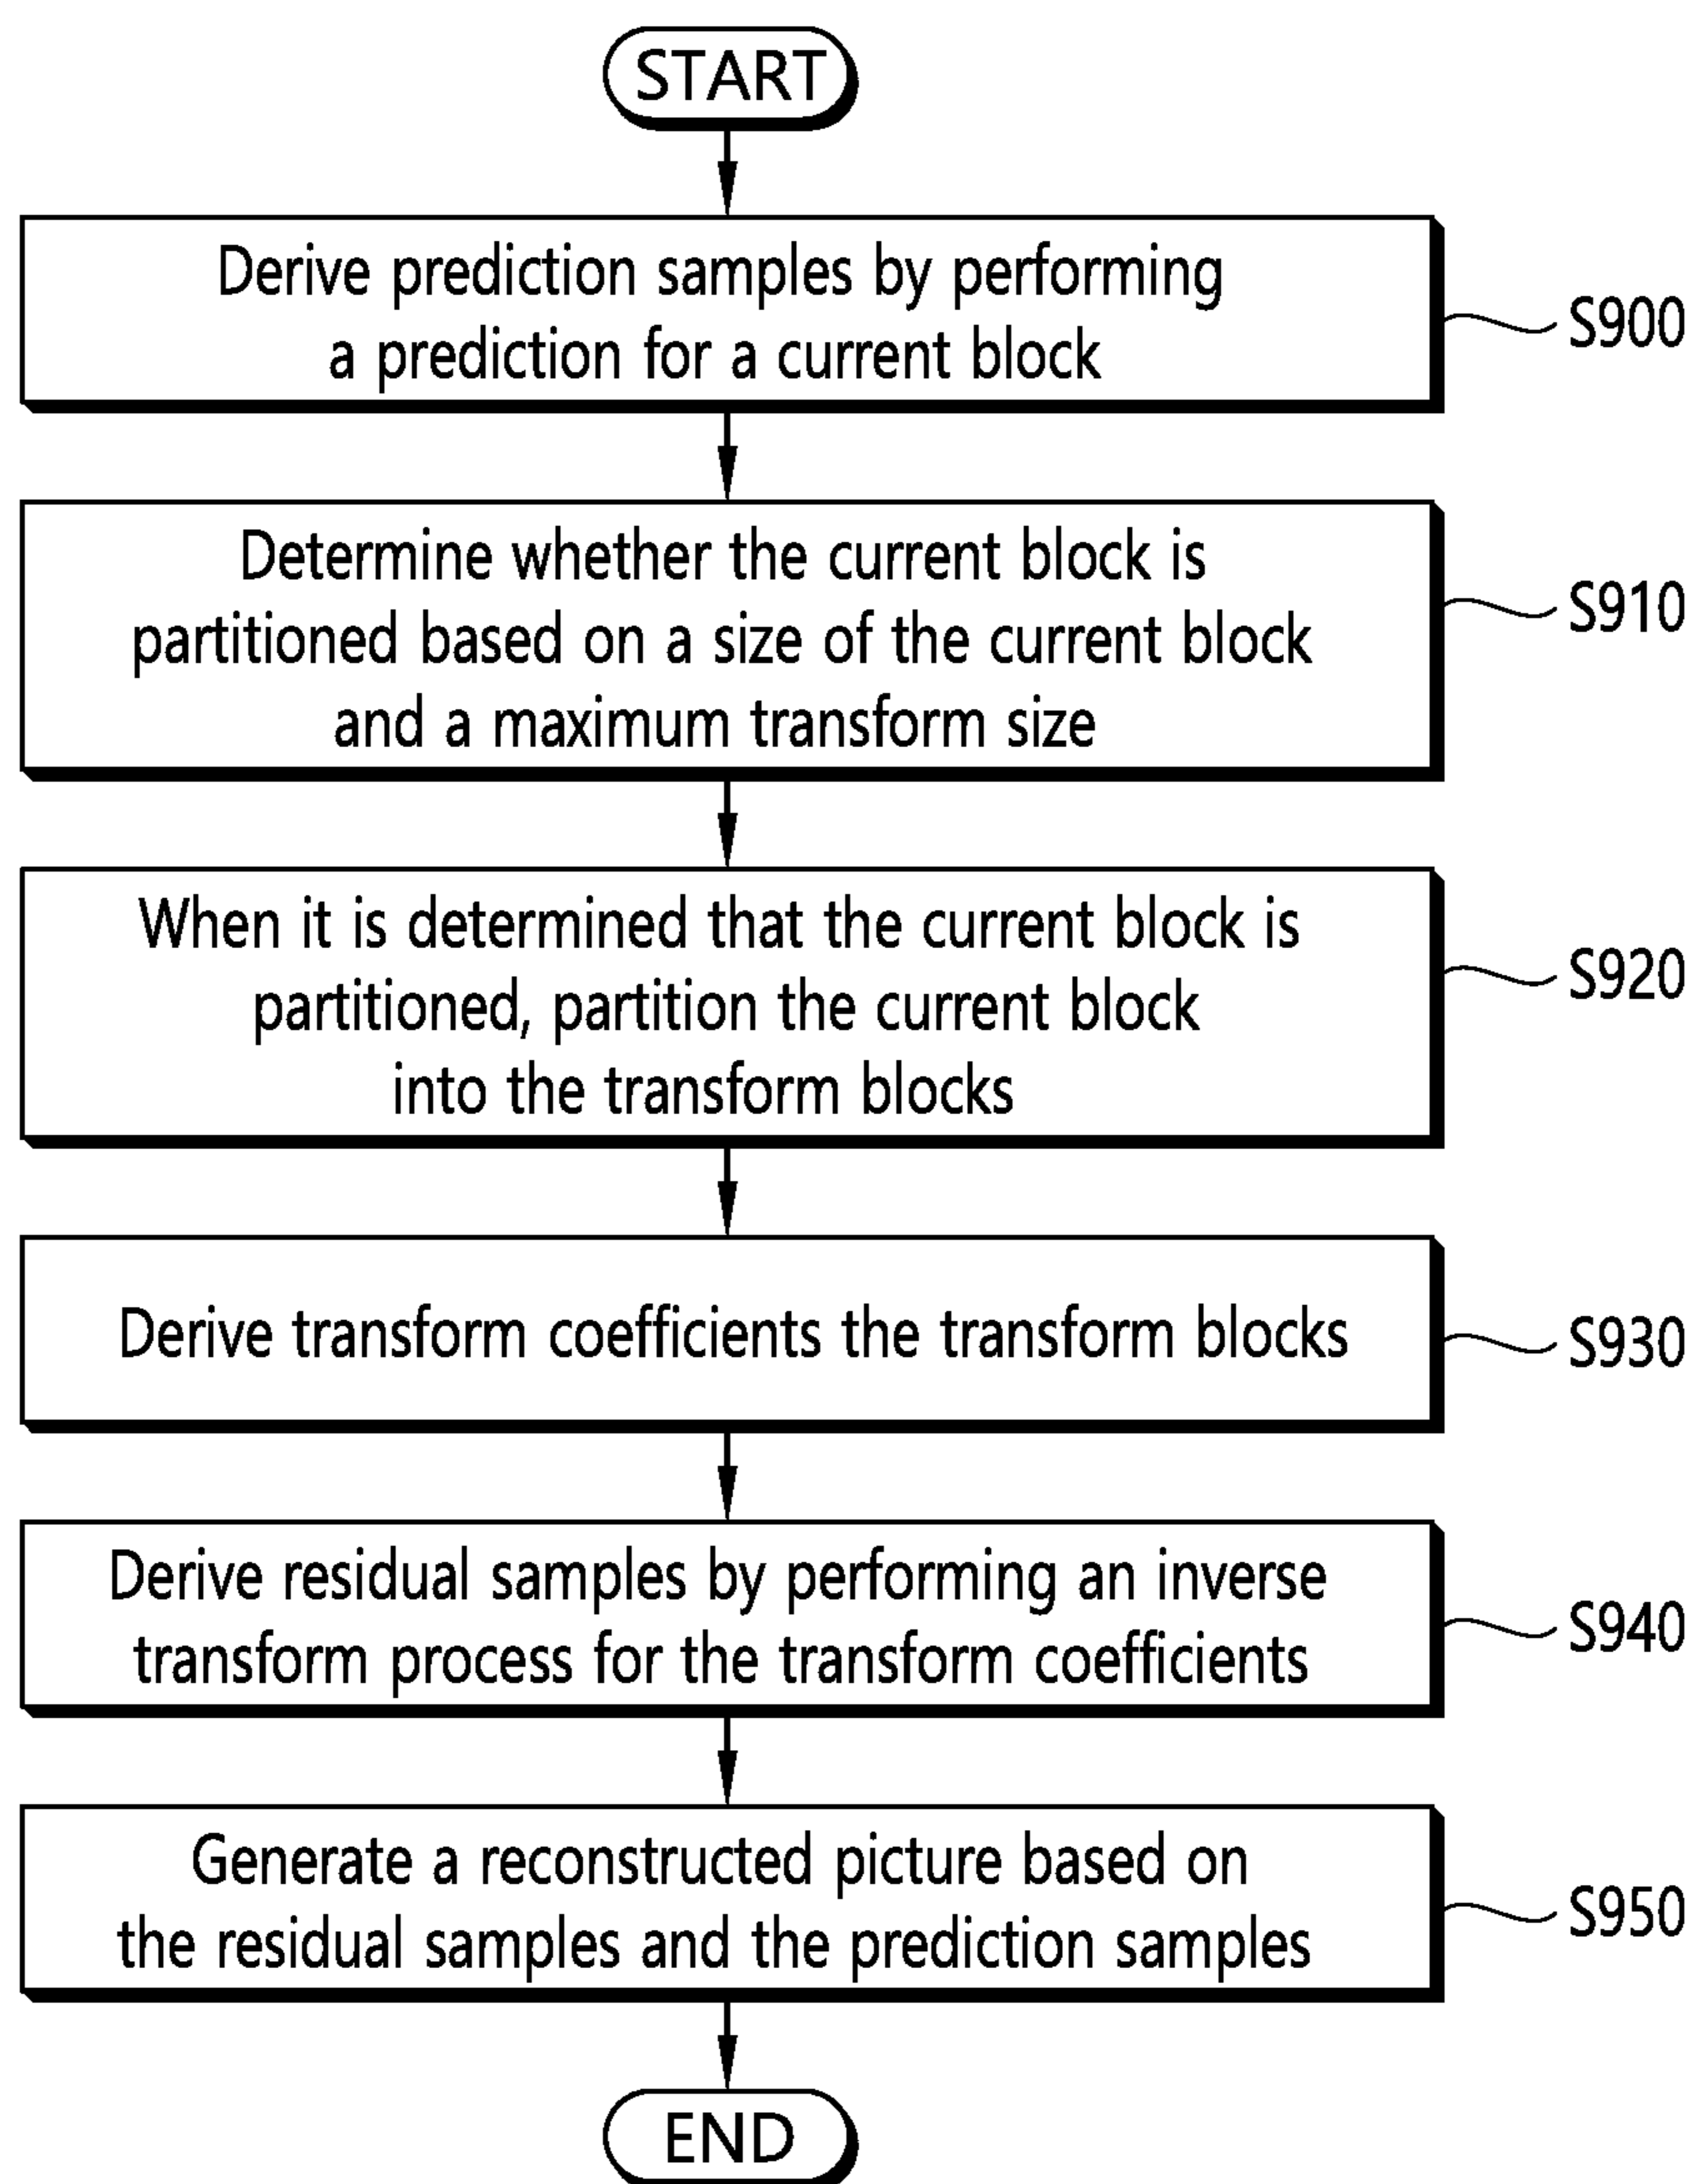 START
Derive prediction samples by performing
a prediction for a current block
S900
Determine whether the current block is
partitioned based on a size of the current block
and a maximum transform size
S910
When it is determined that the current block is
partitioned, partition the current block
into the transform blocks
S920
Derive transform coefficients the transform blocks
S930
Derive residual samples by performing an inverse
transform process for the transform coefficients
S940
Generate a reconstructed picture based on
the residual samples and the prediction samples
S950
END